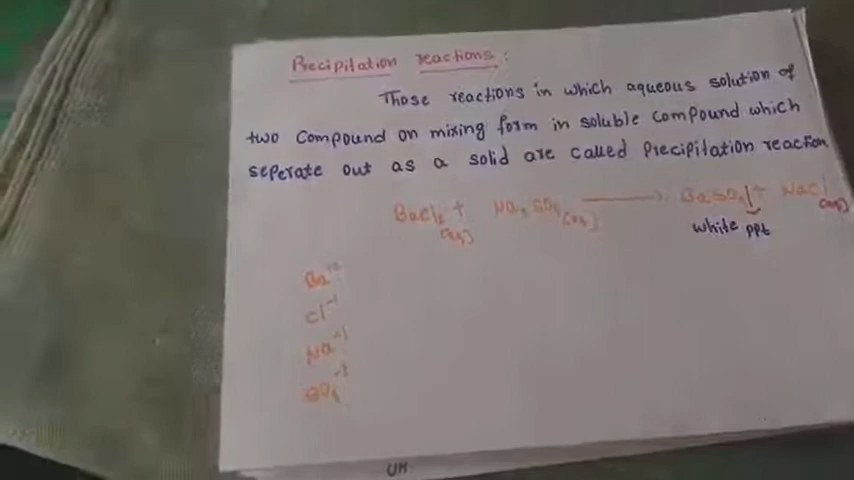 Precipitation reactions :
Those reactions in which aqueous solution of
two compound on mixing form in soluble compound which
seperate out as a solid are called Precipitation reaction.
BaCl₂ + Na₂SO₄ → BaSO₄↓ + NaCl
(aq) (aq) (aq)
white ppt
Ba⁺²
Cl⁻¹
Na
SO₄